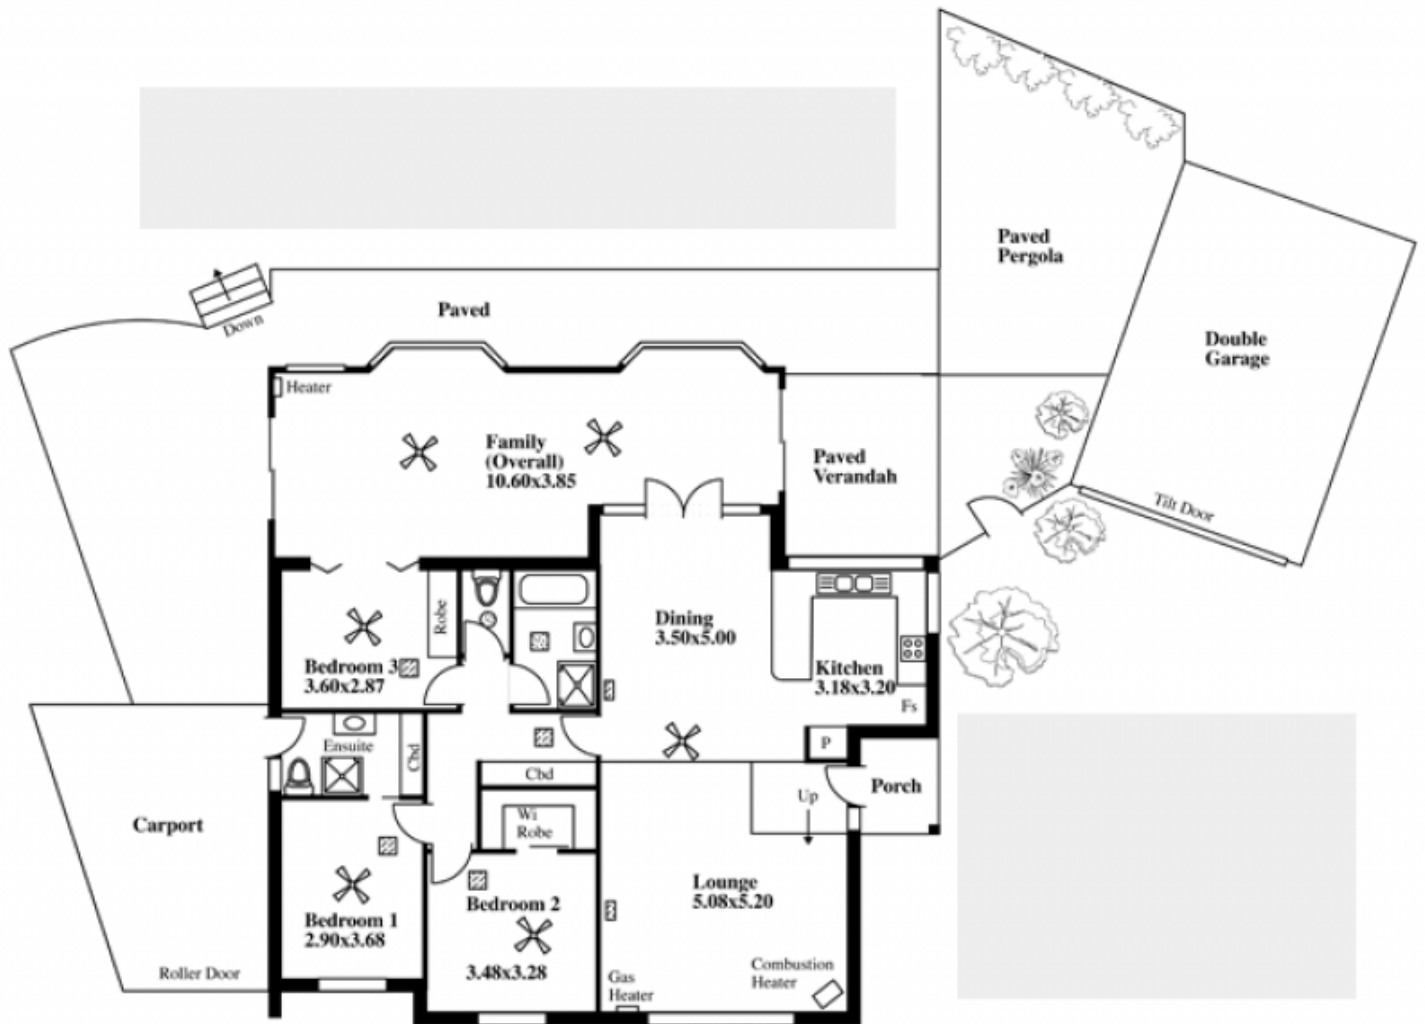 Paved
Pergola
Down
Paved
Double
Garage
Heater
Family
(Overall)
10.60x3.85
Paved
Verandah
Tilt Door
Robe
Dining
3.50x5.00
Bedroom 3
3.60x2.87
Kitchen
3.18x3.20
Fs
Ensuite
Cbd
P
Cbd
Porch
Up
Carport
Wi
Robe
Lounge
5.08x5.20
Bedroom 1
2.90x3.68
Bedroom 2
3.48x3.28
Roller Door
Gas
Heater
Combustion
Heater